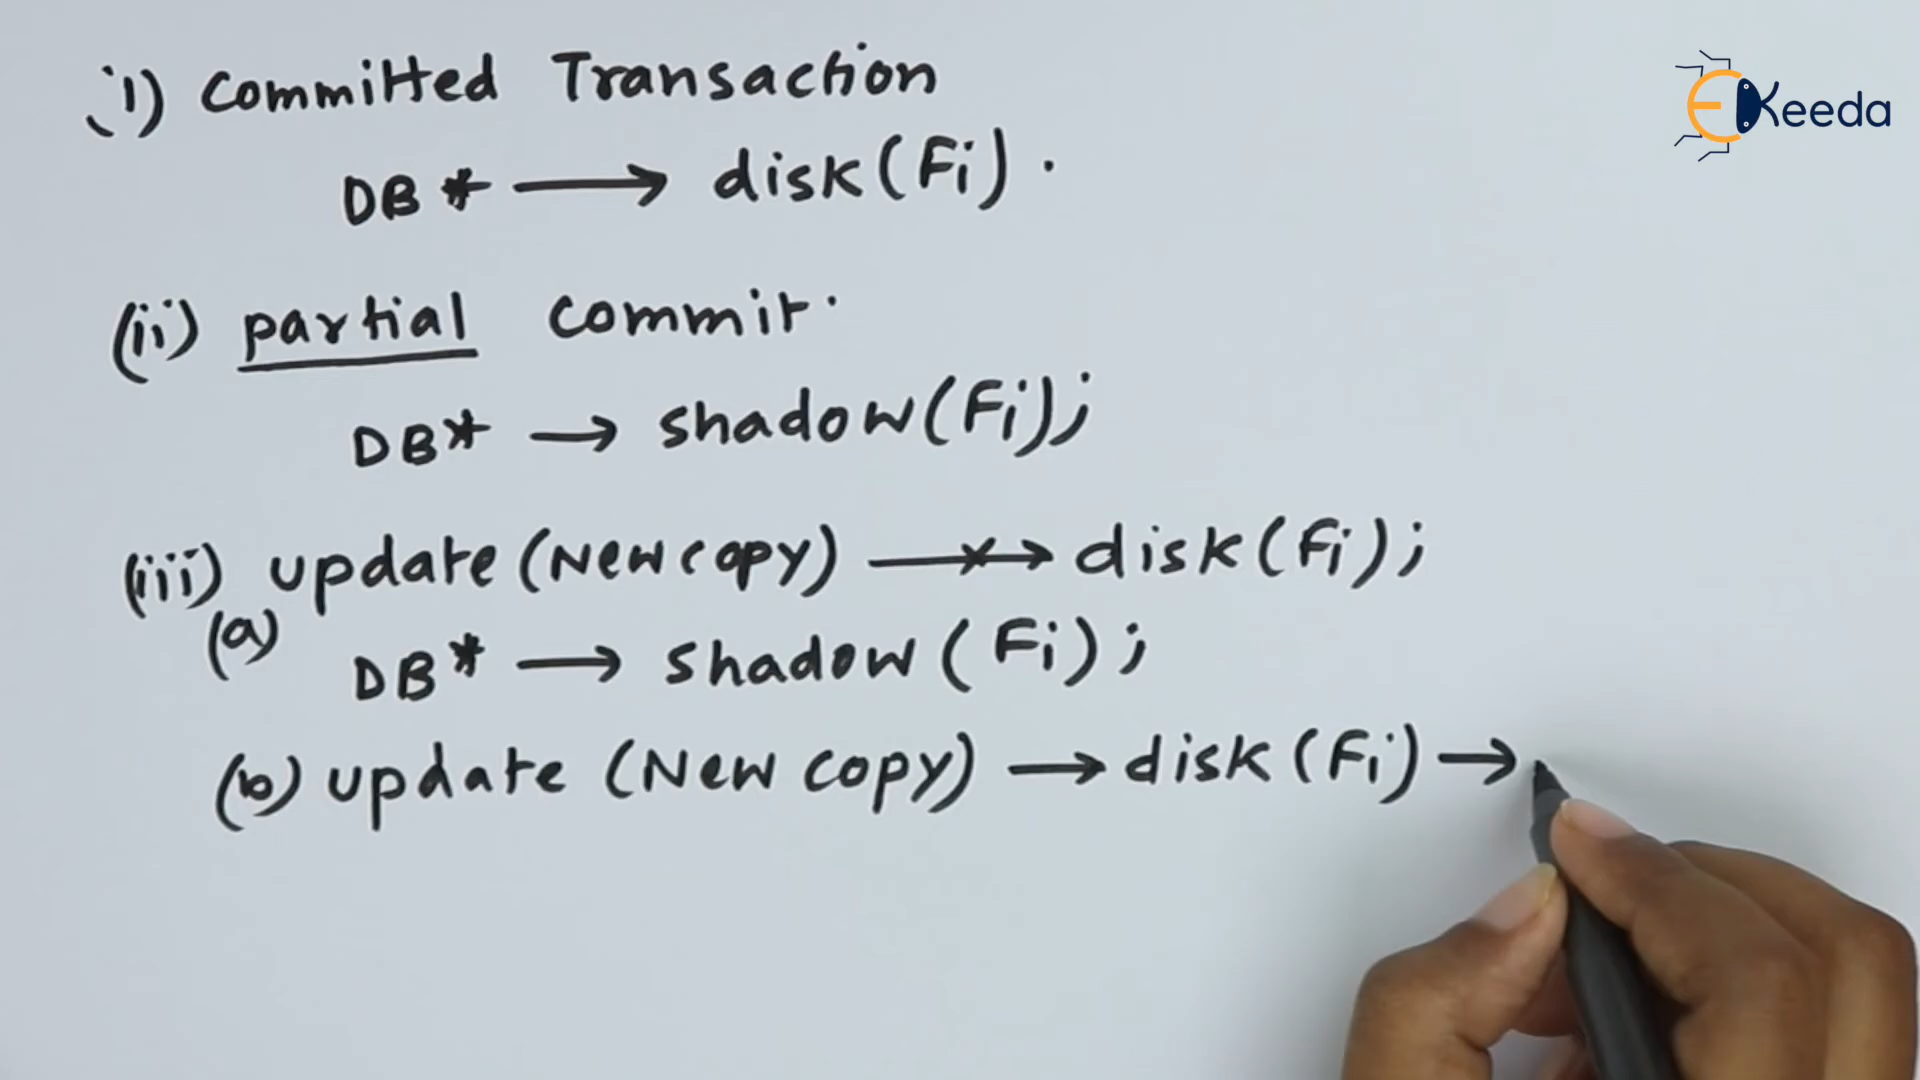 (i) Committed Transaction
DB* → disk(Fi).
(ii) partial commit.
DB* → shadow(Fi);
(iii) update(New copy) —×→ disk(Fi);
(a) DB* → shadow(Fi);
(b) update (New copy) → disk(Fi) →
EKeeda